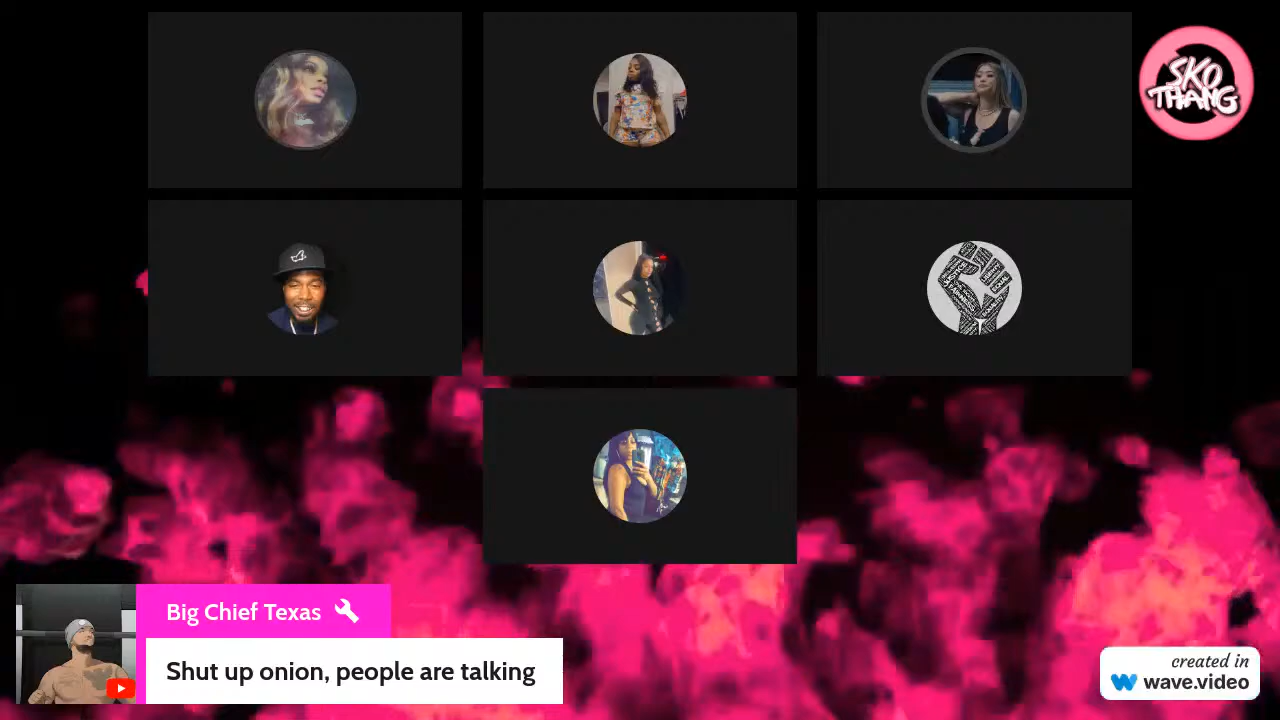 SKO
THANG
Big Chief Texas
Shut up onion, people are talking
created in
wave.video